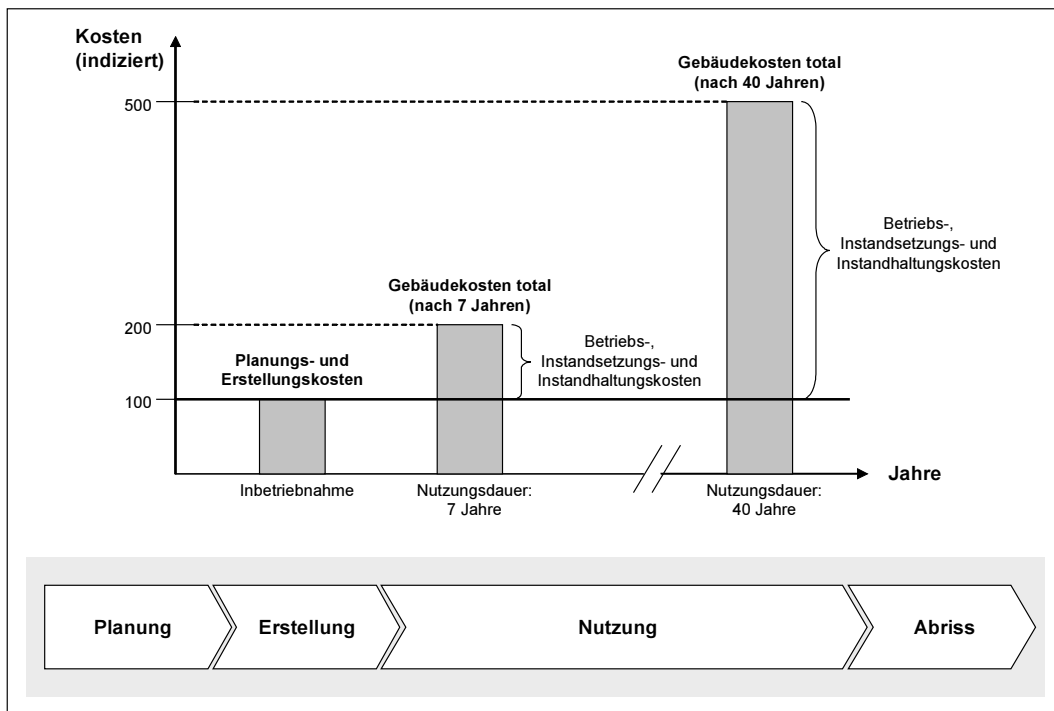 Kosten
(indiziert)
Gebäudekosten total
(nach 40 Jahren)
500
Betriebs-,
Instandsetzungs- und
Instandhaltungskosten
Gebäudekosten total
(nach 7 Jahren)
200
Betriebs-,
Instandsetzungs- und
Instandhaltungskosten
Planungs- und
Erstellungskosten
100
Jahre
Inbetriebnahme
Nutzungsdauer:
7 Jahre
Nutzungsdauer:
40 Jahre
Planung
Erstellung
Nutzung
Abriss